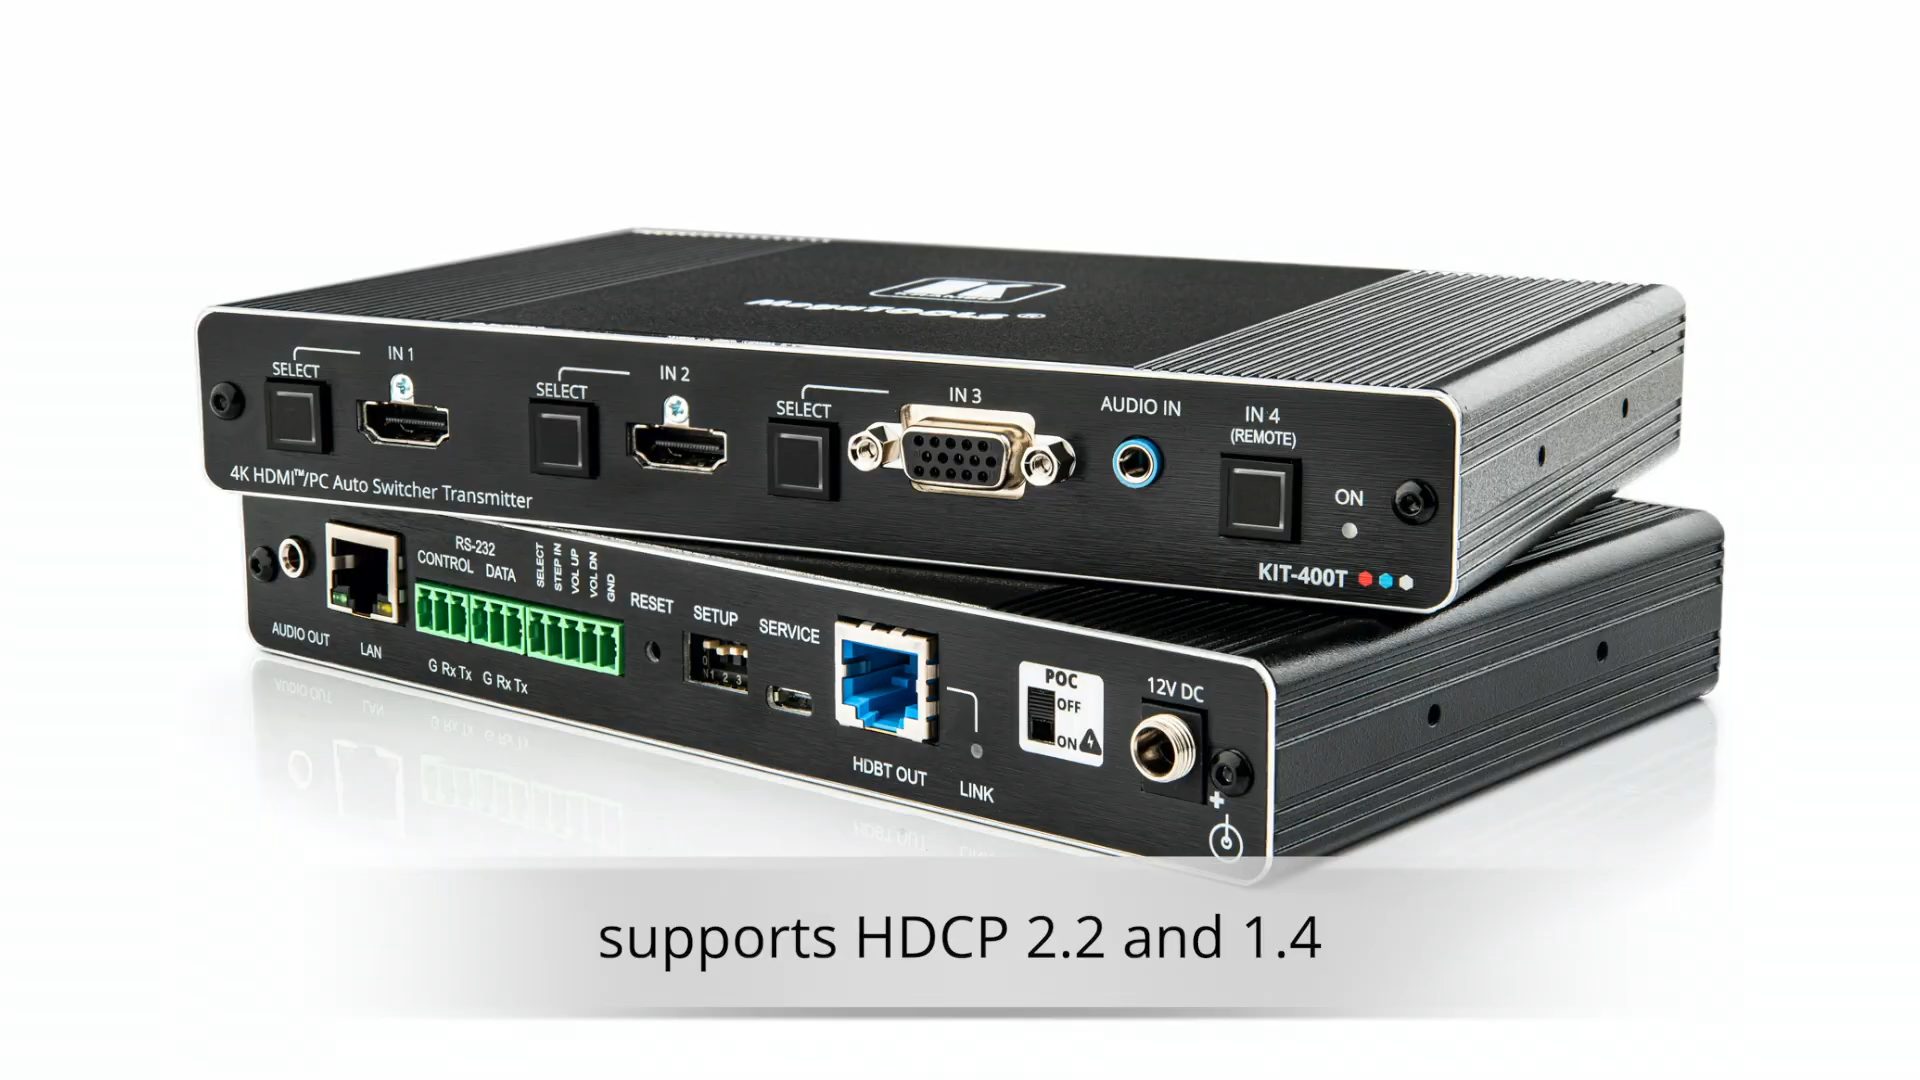 KRAMER
MegaTOOLS ®
SELECT
IN 1
SELECT
IN 2
SELECT
IN 3
AUDIO IN
IN 4
(REMOTE)
ON
4K HDMI™/PC Auto Switcher Transmitter
KIT-400T
AUDIO OUT
LAN
RS-232
CONTROL DATA
G Rx Tx G Rx Tx
SELECT
STEP IN
VOL UP
VOL DN
GND
RESET
SETUP
1 2 3
SERVICE
HDBT OUT
LINK
POC
OFF
ON
12V DC
+
supports HDCP 2.2 and 1.4